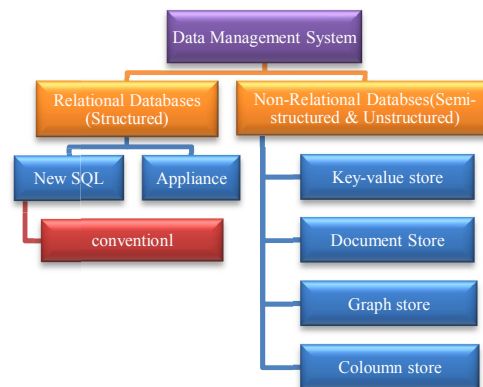 Data Management System
Relational Databases
(Structured)
Non-Relational Databses(Semi-
structured & Unstructured)
New SQL
Appliance
conventionl
Key-value store
Document Store
Graph store
Coloumn store